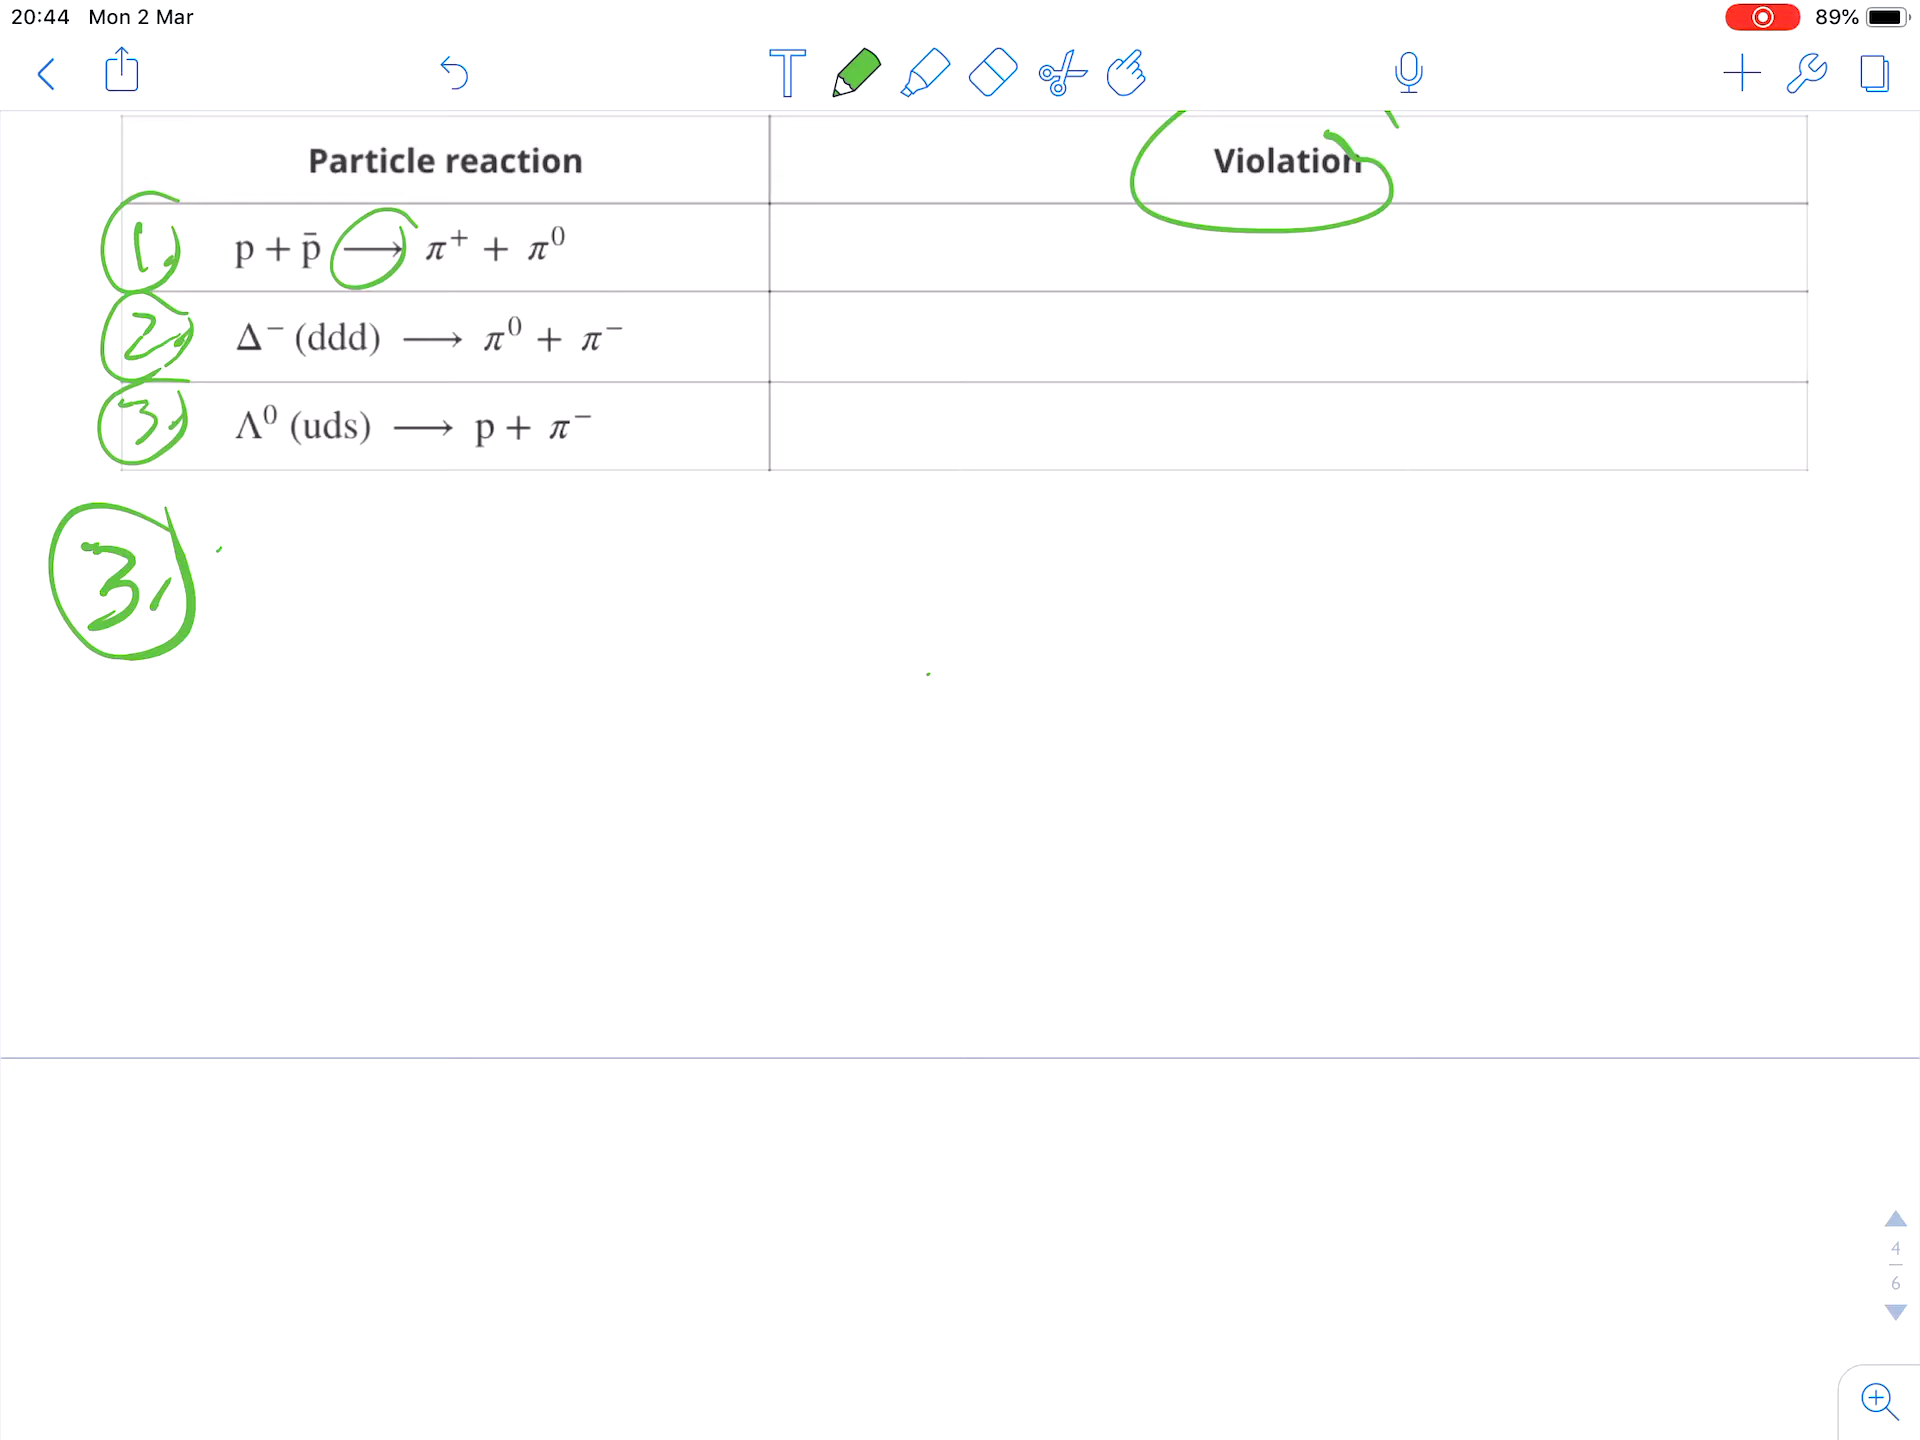 20:44 Mon 2 Mar 89%
Particle reaction Violation
1. p + p̄ ⟶ π⁺ + π⁰
2. Δ⁻ (ddd) ⟶ π⁰ + π⁻
3. Λ⁰ (uds) ⟶ p + π⁻
3.
4
6